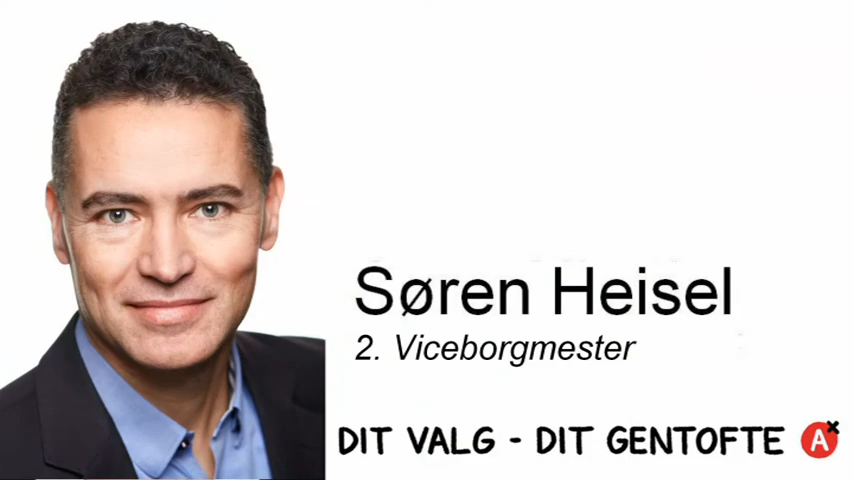 Søren Heisel
2. Viceborgmester
DIT VALG - DIT GENTOFTE A